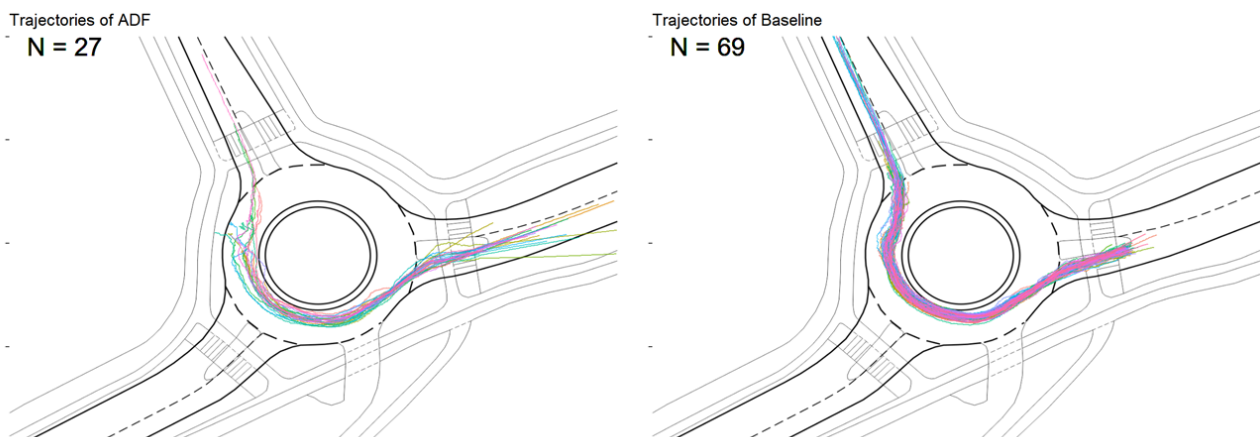 Trajectories of ADF
N = 27
Trajectories of Baseline
N = 69